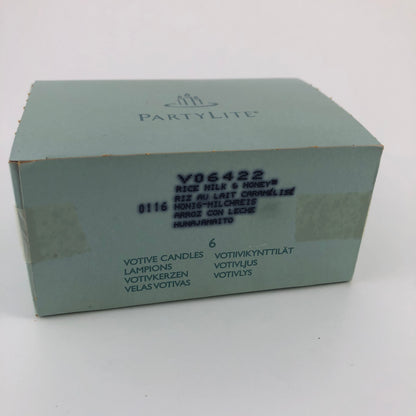 PARTYLITE®
V06422
RICE MILK & HONEY®
RIZ AU LAIT CARAMÉLISÉ
0116 HONIG-MILCHREIS
ARROZ CON LECHE
HUNAJAMAITO
6
VOTIVE CANDLES VOTIIVIKYNTTILÄT
LAMPIONS VOTIVLJUS
VOTIVKERZEN VOTIVLYS
VELAS VOTIVAS